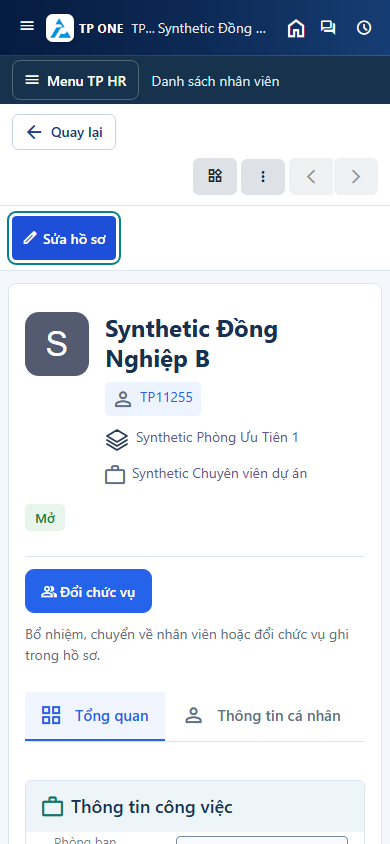 TP ONE TP... Synthetic Đồng ...
Menu TP HR Danh sách nhân viên
Quay lại
Sửa hồ sơ
S
Synthetic Đồng
Nghiệp B
TP11255
Synthetic Phòng Ưu Tiên 1
Synthetic Chuyên viên dự án
Mở
Đổi chức vụ
Bổ nhiệm, chuyển về nhân viên hoặc đổi chức vụ ghi
trong hồ sơ.
Tổng quan Thông tin cá nhân
Thông tin công việc
Phòng ban